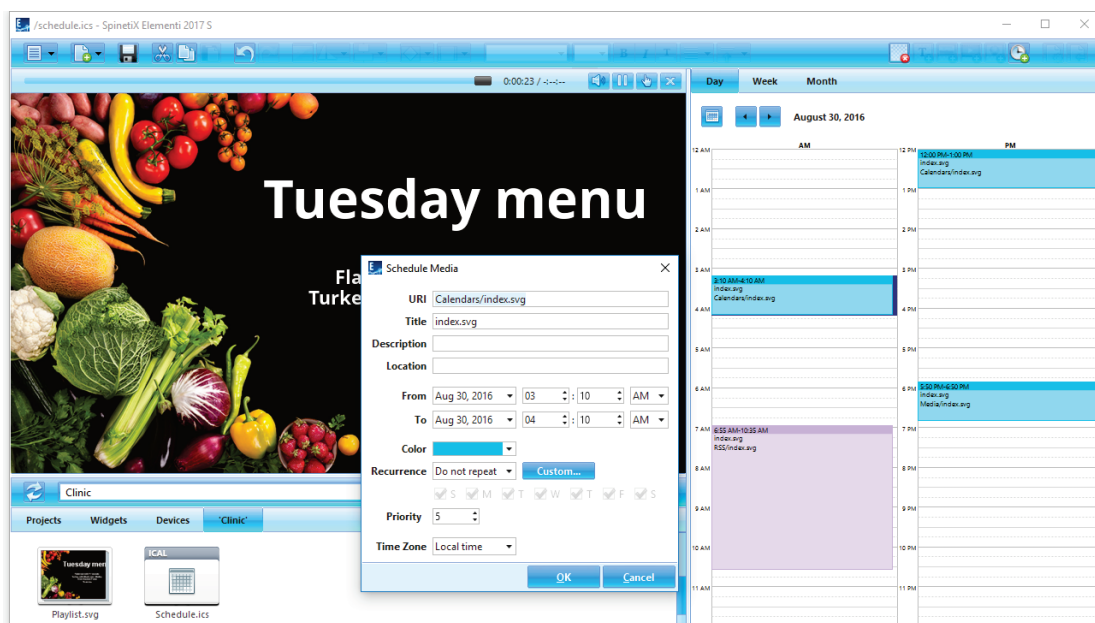 /schedule.ics - SpinetiX Elementi 2017 S
0:00:23 / -:--:--
Tuesday menu
Fla
Turke
Schedule Media
URI Calendars/index.svg
Title index.svg
Description
Location
From Aug 30, 2016 03 : 10 AM
To Aug 30, 2016 04 : 10 AM
Color
Recurrence Do not repeat Custom...
S M T W T F S
Priority 5
Time Zone Local time
OK Cancel
Clinic
Projects Widgets Devices 'Clinic'
Tuesday men
ICAL
Playlist.svg Schedule.ics
Day Week Month
August 30, 2016
AM PM
12 AM
1 AM
2 AM
3 AM
3:10 AM-4:10 AM
index.svg
Calendars/index.svg
4 AM
5 AM
6 AM
7 AM
6:55 AM-10:35 AM
index.svg
RSS/index.svg
8 AM
9 AM
10 AM
11 AM
12 PM
12:00 PM-1:00 PM
index.svg
Calendars/index.svg
1 PM
2 PM
3 PM
4 PM
5 PM
6 PM
5:50 PM-6:50 PM
index.svg
Media/index.svg
7 PM
8 PM
9 PM
10 PM
11 PM